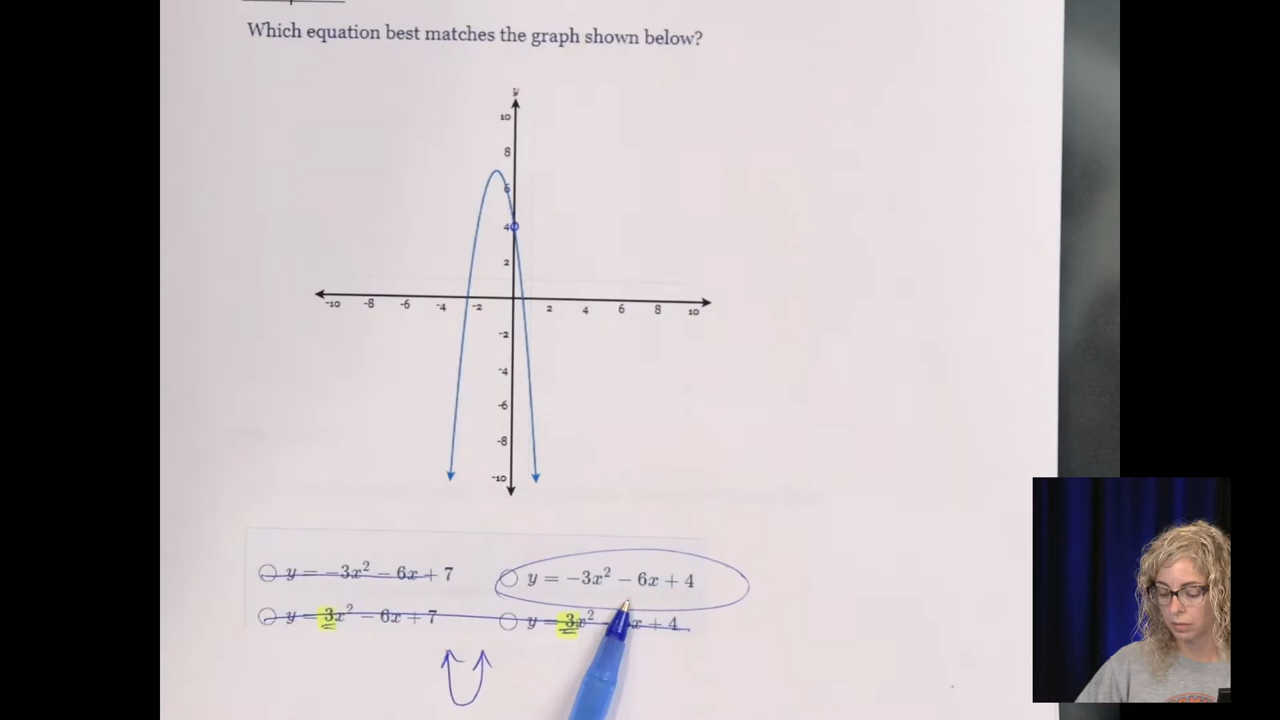 Which equation best matches the graph shown below?
y
10
8
6
4
2
-10 -8 -6 -4 -2 2 4 6 8 10
-2
-4
-6
-8
-10
y = −3x² − 6x + 7 y = −3x² − 6x + 4
y = 3x² − 6x + 7 y = 3x² − x + 4